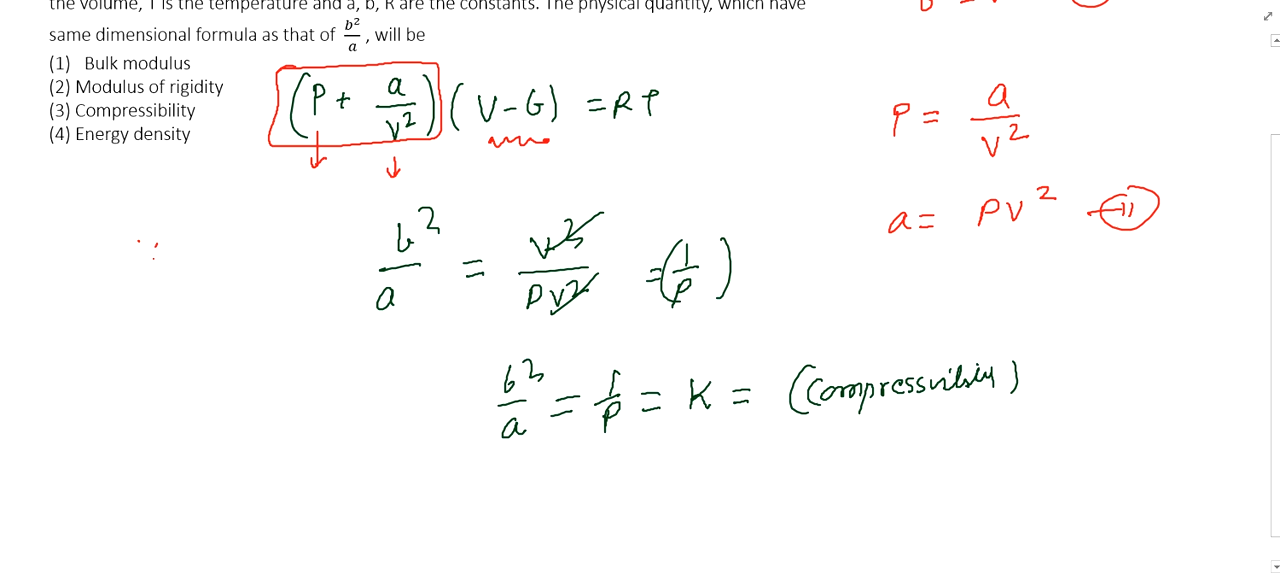 the volume, T is the temperature and a, b, R are the constants. The physical quantity, which have
same dimensional formula as that of b²/a, will be
(1) Bulk modulus
(2) Modulus of rigidity
(3) Compressibility
(4) Energy density
(P + a/v²) (V-b) = RT
P = a/v²
a = PV² -(ii)
b²/a = v²/Pv² = (1/P)
b²/a = 1/P = K = (Compressvilsiy)